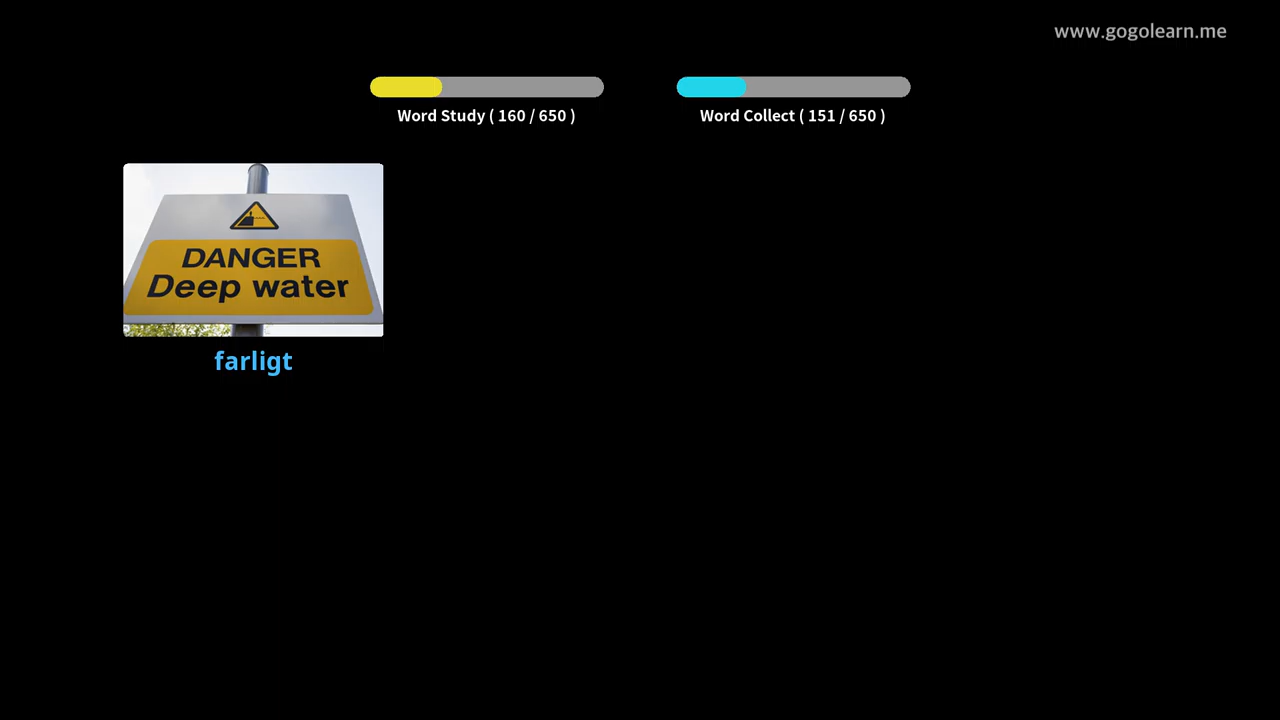 www.gogolearn.me
Word Study ( 160 / 650 )
Word Collect ( 151 / 650 )
DANGER
Deep water
farligt